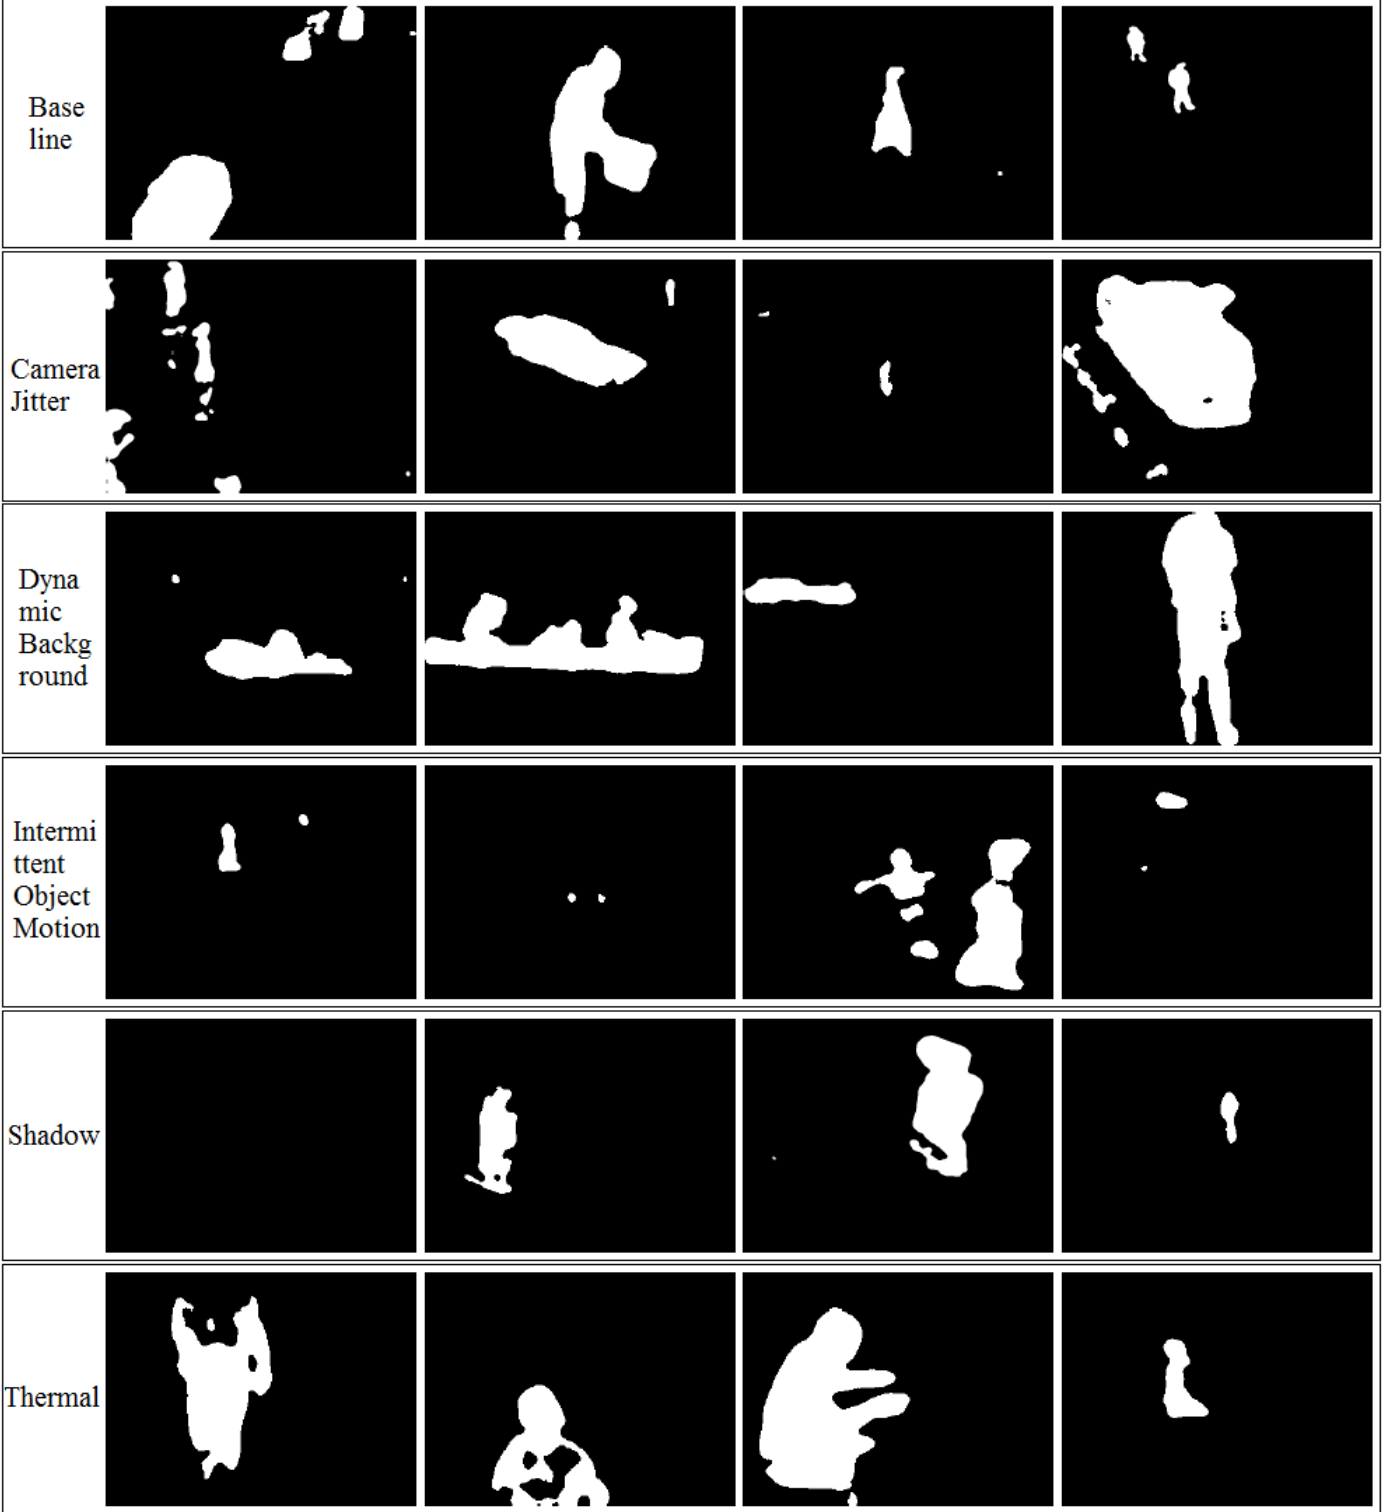 Base
line
Camera
Jitter
Dyna
mic
Backg
round
Intermi
ttent
Object
Motion
Shadow
Thermal